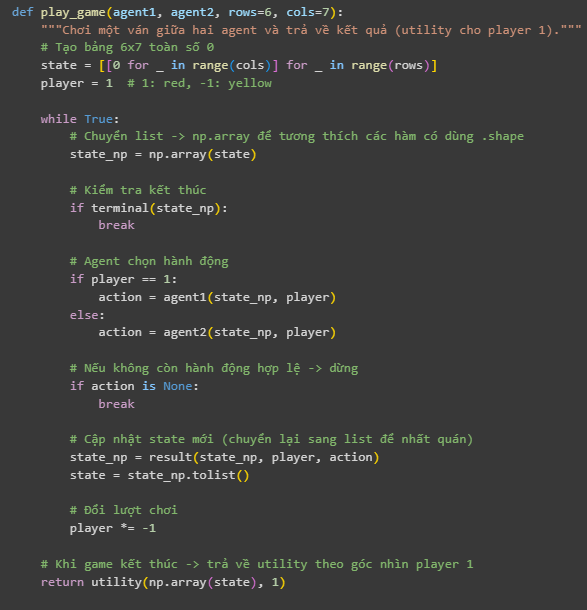 def play_game(agent1, agent2, rows=6, cols=7):
    """Chơi một ván giữa hai agent và trả về kết quả (utility cho player 1)."""
    # Tạo bảng 6x7 toàn số 0
    state = [[0 for _ in range(cols)] for _ in range(rows)]
    player = 1  # 1: red, -1: yellow

    while True:
        # Chuyển list -> np.array để tương thích các hàm có dùng .shape
        state_np = np.array(state)

        # Kiểm tra kết thúc
        if terminal(state_np):
            break

        # Agent chọn hành động
        if player == 1:
            action = agent1(state_np, player)
        else:
            action = agent2(state_np, player)

        # Nếu không còn hành động hợp lệ -> dừng
        if action is None:
            break

        # Cập nhật state mới (chuyển lại sang list để nhất quán)
        state_np = result(state_np, player, action)
        state = state_np.tolist()

        # Đổi lượt chơi
        player *= -1

    # Khi game kết thúc -> trả về utility theo góc nhìn player 1
    return utility(np.array(state), 1)